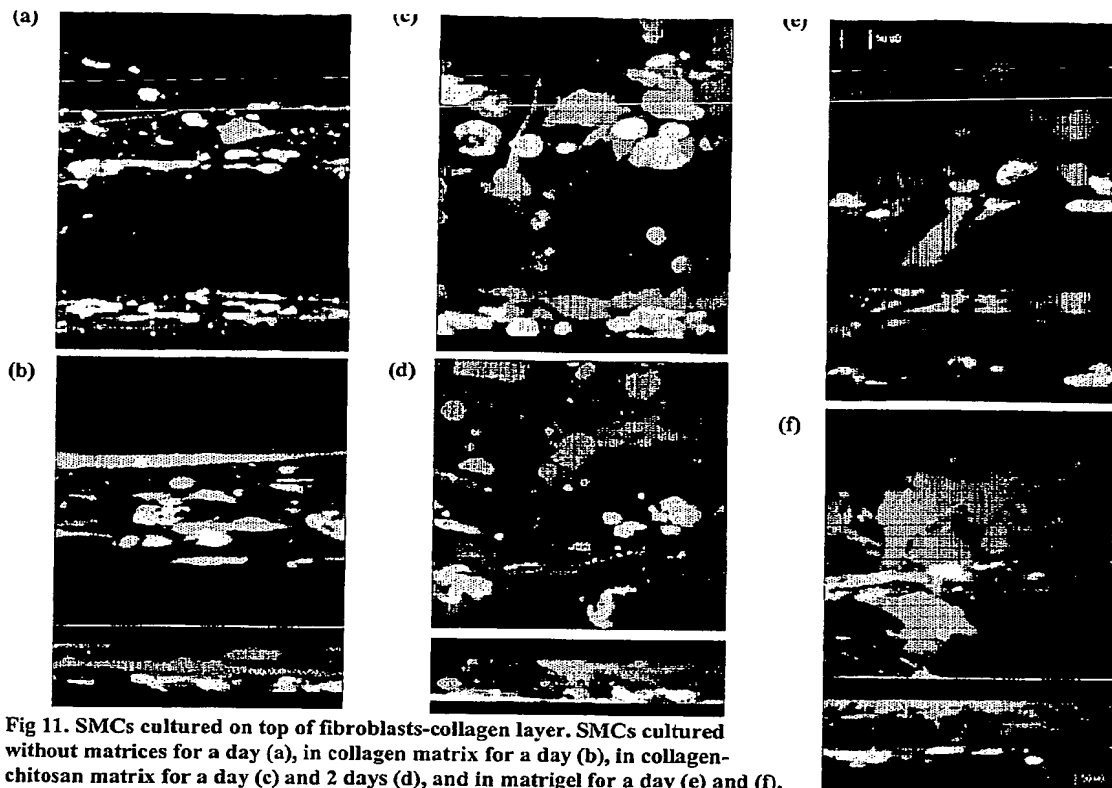 (a)
(c)
(e)
(b)
(d)
(f)
Fig 11. SMCs cultured on top of fibroblasts-collagen layer. SMCs cultured
without matrices for a day (a), in collagen matrix for a day (b), in collagen-
chitosan matrix for a day (c) and 2 days (d), and in matrigel for a day (e) and (f).